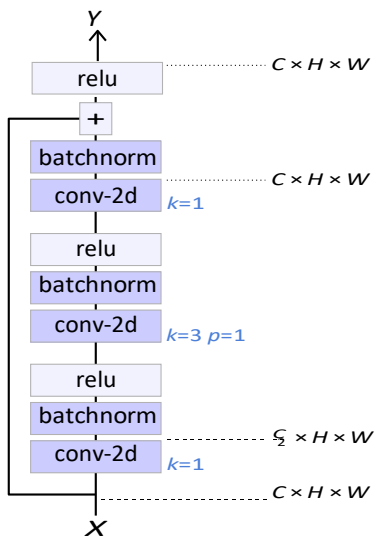 Y
relu
C × H × W
+
batchnorm
conv-2d
k=1
C × H × W
relu
batchnorm
conv-2d
k=3 p=1
relu
batchnorm
conv-2d
k=1
C/2 × H × W
C × H × W
X